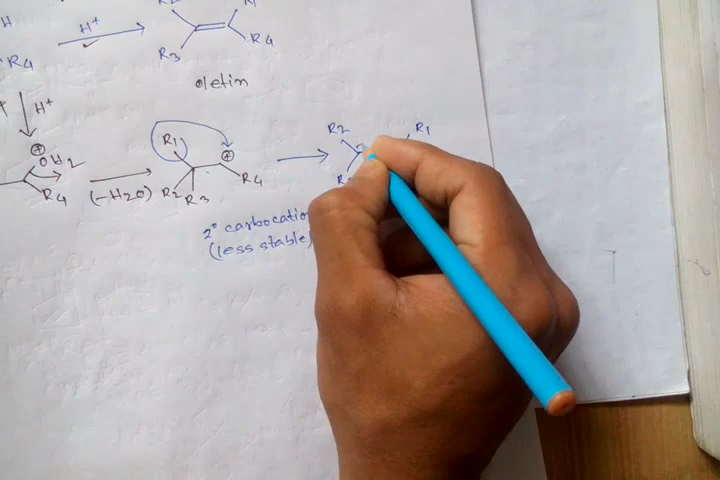 H+
R4
R4
R3
olefin
H+
⊕
OH2
R4
(-H2O)
R1
⊕
R4
R2
R3
R2
R1
2° carbocation
(less stable)